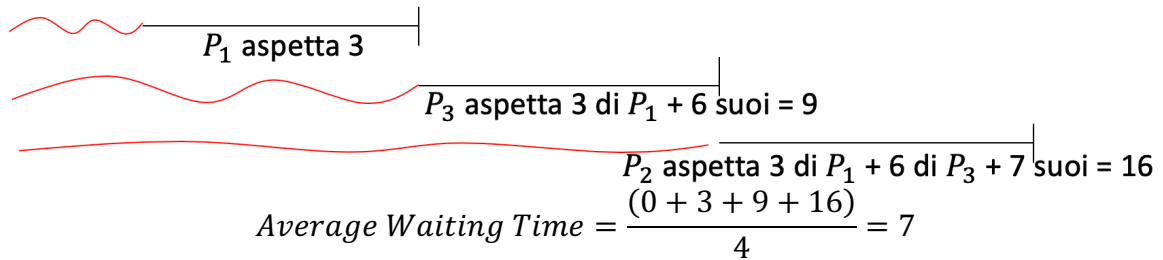 P₁ aspetta 3
P₃ aspetta 3 di P₁ + 6 suoi = 9
P₂ aspetta 3 di P₁ + 6 di P₃ + 7 suoi = 16
Average Waiting Time = (0 + 3 + 9 + 16) / 4 = 7